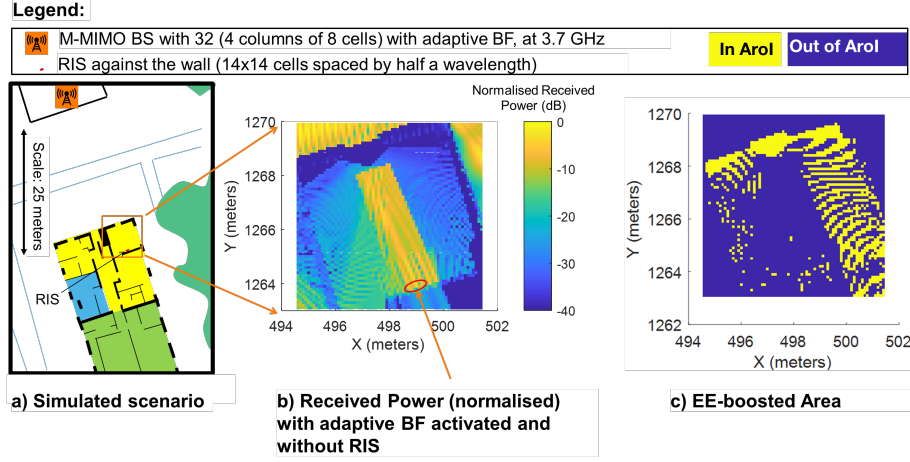 Legend:
M-MIMO BS with 32 (4 columns of 8 cells) with adaptive BF, at 3.7 GHz
RIS against the wall (14x14 cells spaced by half a wavelength)
In AroI
Out of AroI
Scale: 25 meters
RIS
a) Simulated scenario
Normalised Received
Power (dB)
1270
1268
1266
1264
Y (meters)
494
496
498
500
502
X (meters)
0
-10
-20
-30
-40
b) Received Power (normalised)
with adaptive BF activated and
without RIS
1270
1268
1266
1264
1262
Y (meters)
494
496
498
500
502
X (meters)
c) EE-boosted Area